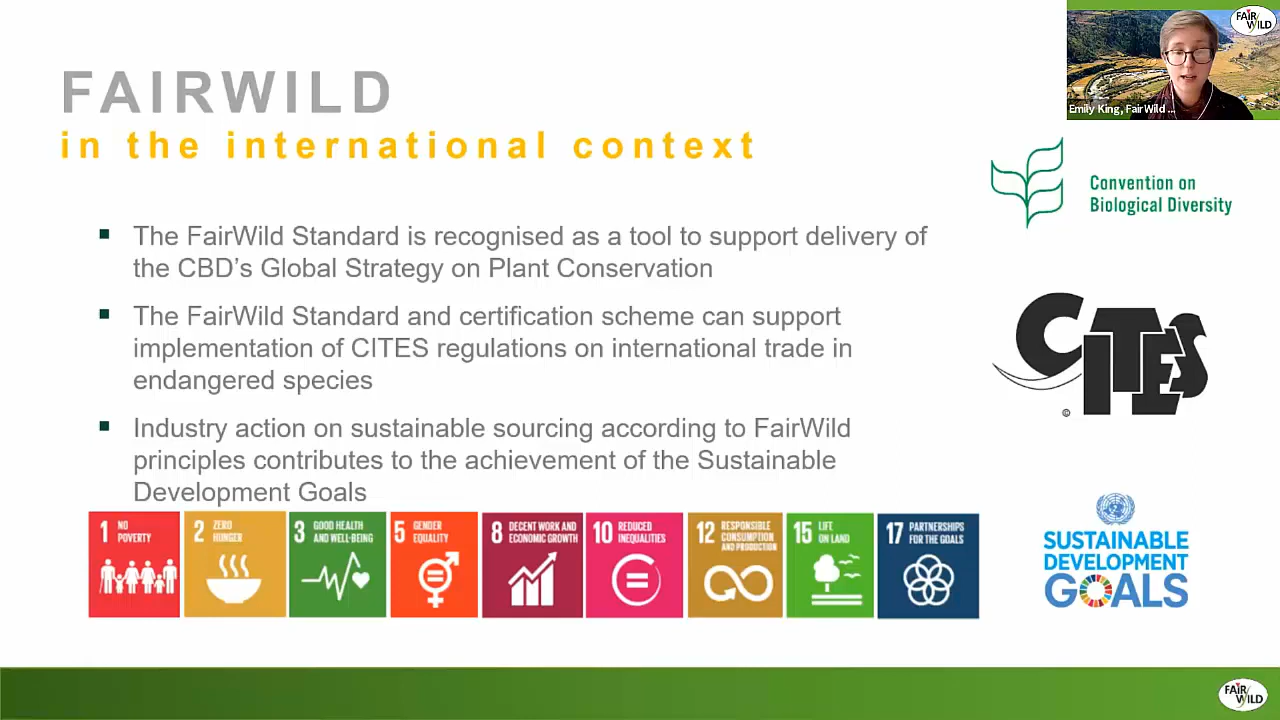 FAIRWILD
in the international context
The FairWild Standard is recognised as a tool to support delivery of
the CBD’s Global Strategy on Plant Conservation
The FairWild Standard and certification scheme can support
implementation of CITES regulations on international trade in
endangered species
Industry action on sustainable sourcing according to FairWild
principles contributes to the achievement of the Sustainable
Development Goals
1 NO
POVERTY
2 ZERO
HUNGER
3 GOOD HEALTH
AND WELL-BEING
5 GENDER
EQUALITY
8 DECENT WORK AND
ECONOMIC GROWTH
10 REDUCED
INEQUALITIES
12 RESPONSIBLE
CONSUMPTION
AND PRODUCTION
15 LIFE
ON LAND
17 PARTNERSHIPS
FOR THE GOALS
FAIR
WILD
Emily King, FairWild ...
Convention on
Biological Diversity
CITES
©
SUSTAINABLE
DEVELOPMENT
GOALS
FAIR
WILD